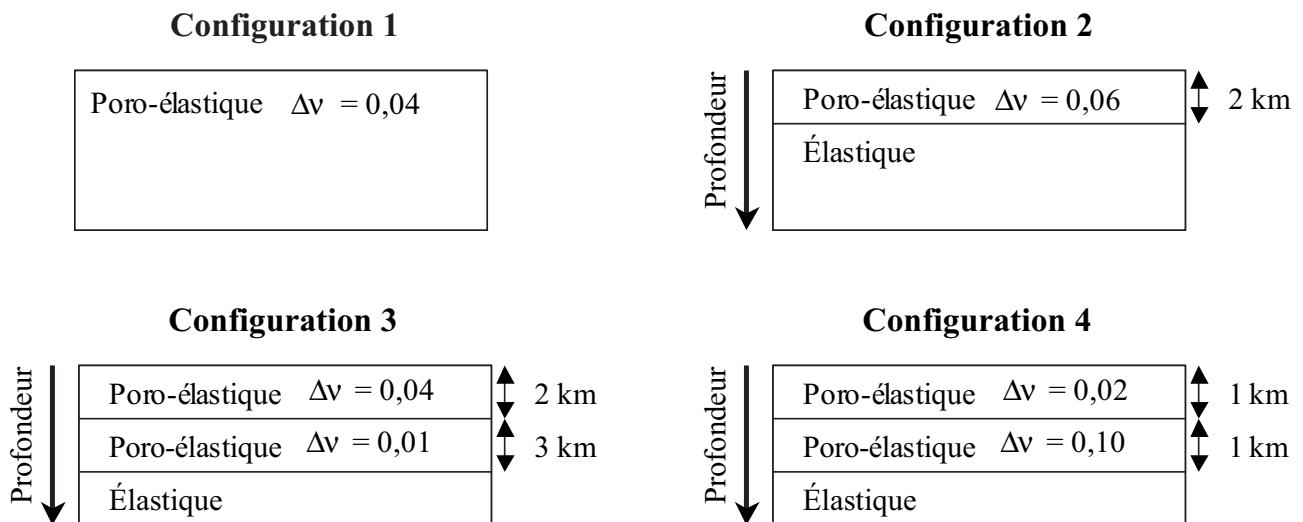 Configuration 1
Poro-élastique Δν = 0,04
Configuration 2
Profondeur
Poro-élastique Δν = 0,06
2 km
Élastique
Configuration 3
Profondeur
Poro-élastique Δν = 0,04
2 km
Poro-élastique Δν = 0,01
3 km
Élastique
Configuration 4
Profondeur
Poro-élastique Δν = 0,02
1 km
Poro-élastique Δν = 0,10
1 km
Élastique